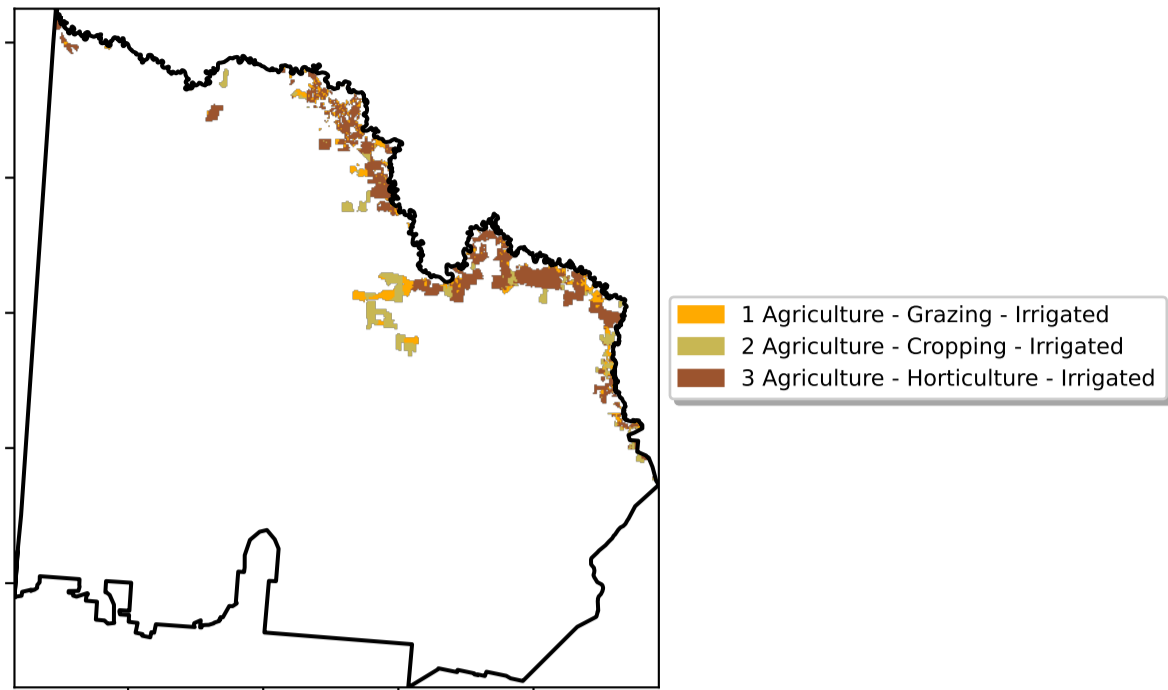 1 Agriculture - Grazing - Irrigated
2 Agriculture - Cropping - Irrigated
3 Agriculture - Horticulture - Irrigated